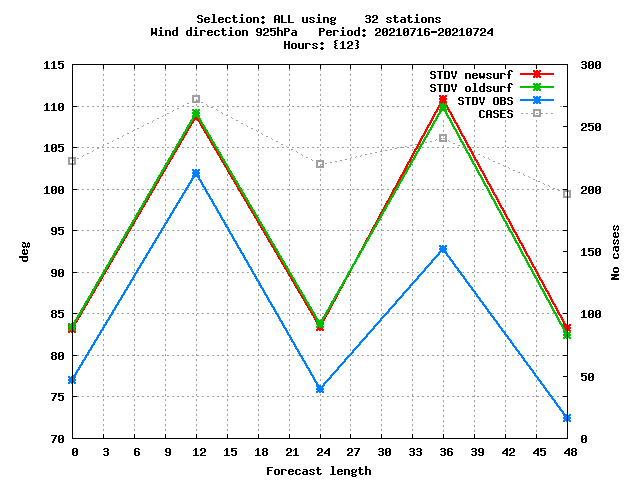 Selection: ALL using    32 stations
Wind direction 925hPa   Period: 20210716-20210724
Hours: {12}
115
110
105
100
95
90
85
80
75
70
300
250
200
150
100
50
0
STDV newsurf
STDV oldsurf
STDV OBS
CASES
deg
No cases
0 3 6 9 12 15 18 21 24 27 30 33 36 39 42 45 48
Forecast length